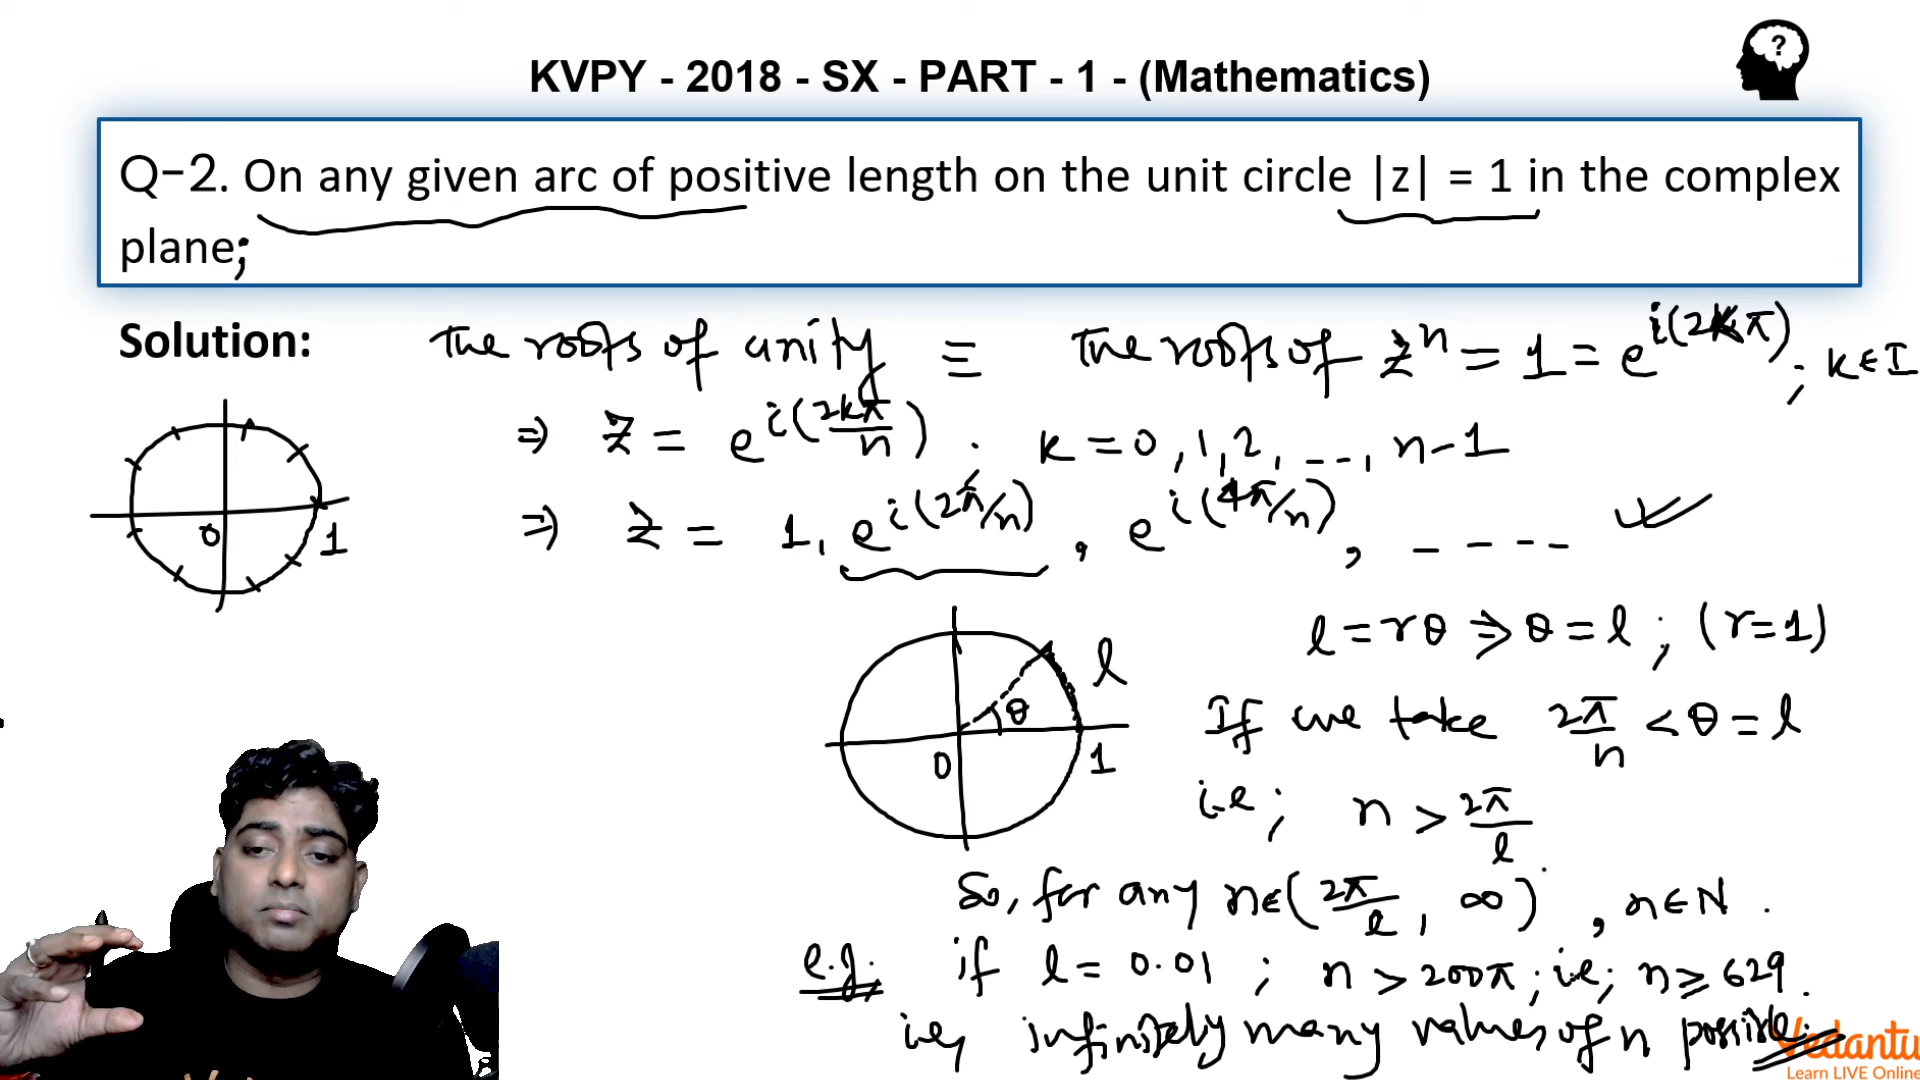 KVPY - 2018 - SX - PART - 1 - (Mathematics)
?
Q-2. On any given arc of positive length on the unit circle |z| = 1 in the complex
plane;
Solution: The roots of unity ≡ The roots of zⁿ = 1 = e^{i(2kπ)} ; k ∈ I
⇒ z = e^{i(2kπ/n)} . k = 0, 1, 2, ---, n-1
⇒ z = 1, e^{i(2π/n)}, e^{i(4π/n)}, ----
0 1
l = rθ ⇒ θ = l ; (r=1)
l
θ
0 1
If we take 2π/n < θ = l
i.e; n > 2π/l
So, for any n ∈ (2π/l, ∞) , n ∈ N .
e.g; if l = 0.01 ; n > 200π ; i.e; n ≥ 629 .
i.e, infinitely many values of n possible.
Vedantu
Learn LIVE Online